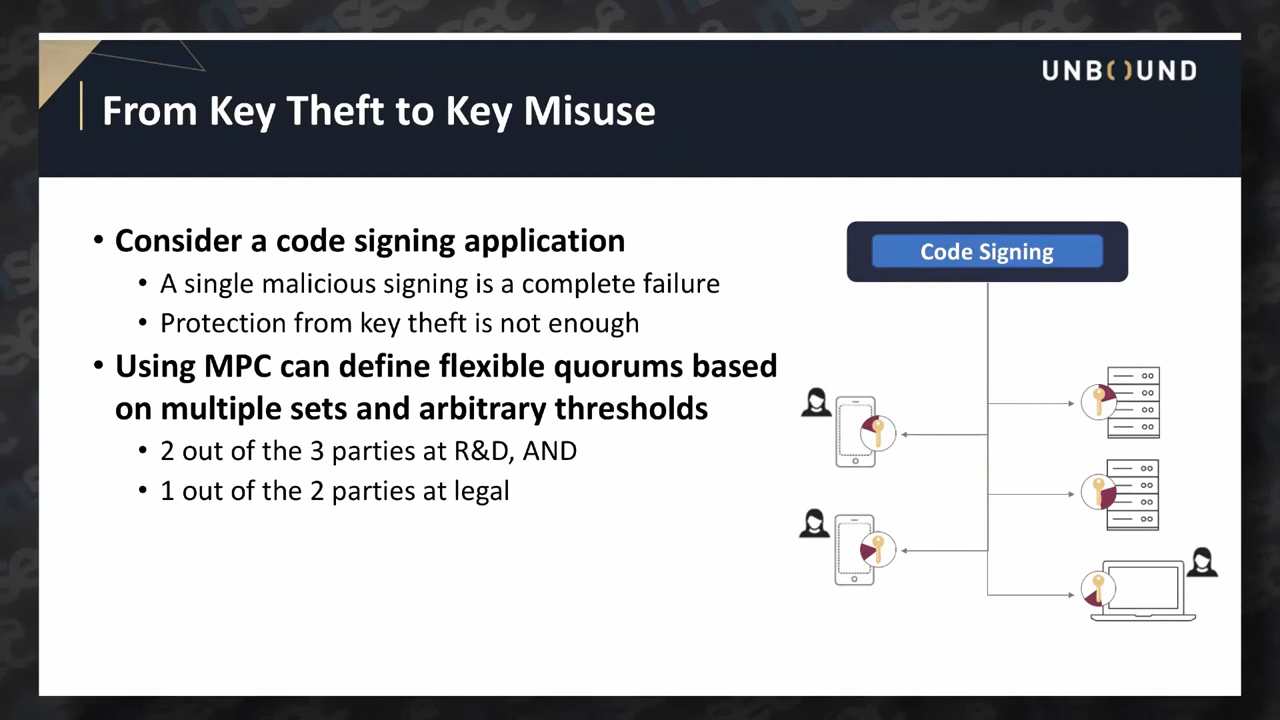 UNBOUND
From Key Theft to Key Misuse
• Consider a code signing application
• A single malicious signing is a complete failure
• Protection from key theft is not enough
• Using MPC can define flexible quorums based
on multiple sets and arbitrary thresholds
• 2 out of the 3 parties at R&D, AND
• 1 out of the 2 parties at legal
Code Signing